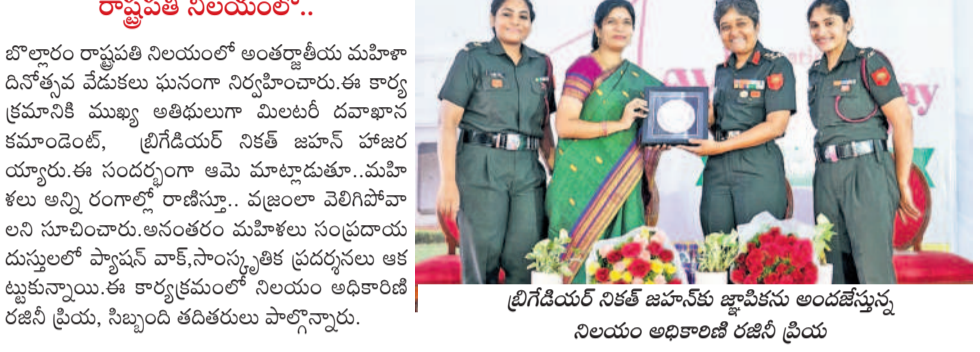 రాష్ట్రపతి నిలయంలో..
బొల్లారం రాష్ట్రపతి నిలయంలో అంతర్జాతీయ మహిళా
దినోత్సవ వేడుకలు ఘనంగా నిర్వహించారు.ఈ కార్య
క్రమానికి ముఖ్య అతిథులుగా మిలటరీ దవాఖాన
కమాండెంట్, బ్రిగేడియర్ నికత్ జహన్ హాజర
య్యారు.ఈ సందర్భంగా ఆమె మాట్లాడుతూ..మహి
ళలు అన్ని రంగాల్లో రాణిస్తూ.. వజ్రంలా వెలిగిపోవా
లని సూచించారు.అనంతరం మహిళలు సంప్రదాయ
దుస్తులలో ప్యాషన్ వాక్,సాంస్కృతిక ప్రదర్శనలు ఆక
ట్టుకున్నాయి.ఈ కార్యక్రమంలో నిలయం అధికారిణి
రజినీ ప్రియ, సిబ్బంది తదితరులు పాల్గొన్నారు.
బ్రిగేడియర్ నికత్ జహన్‌కు జ్ఞాపికను అందజేస్తున్న
నిలయం అధికారిణి రజినీ ప్రియ